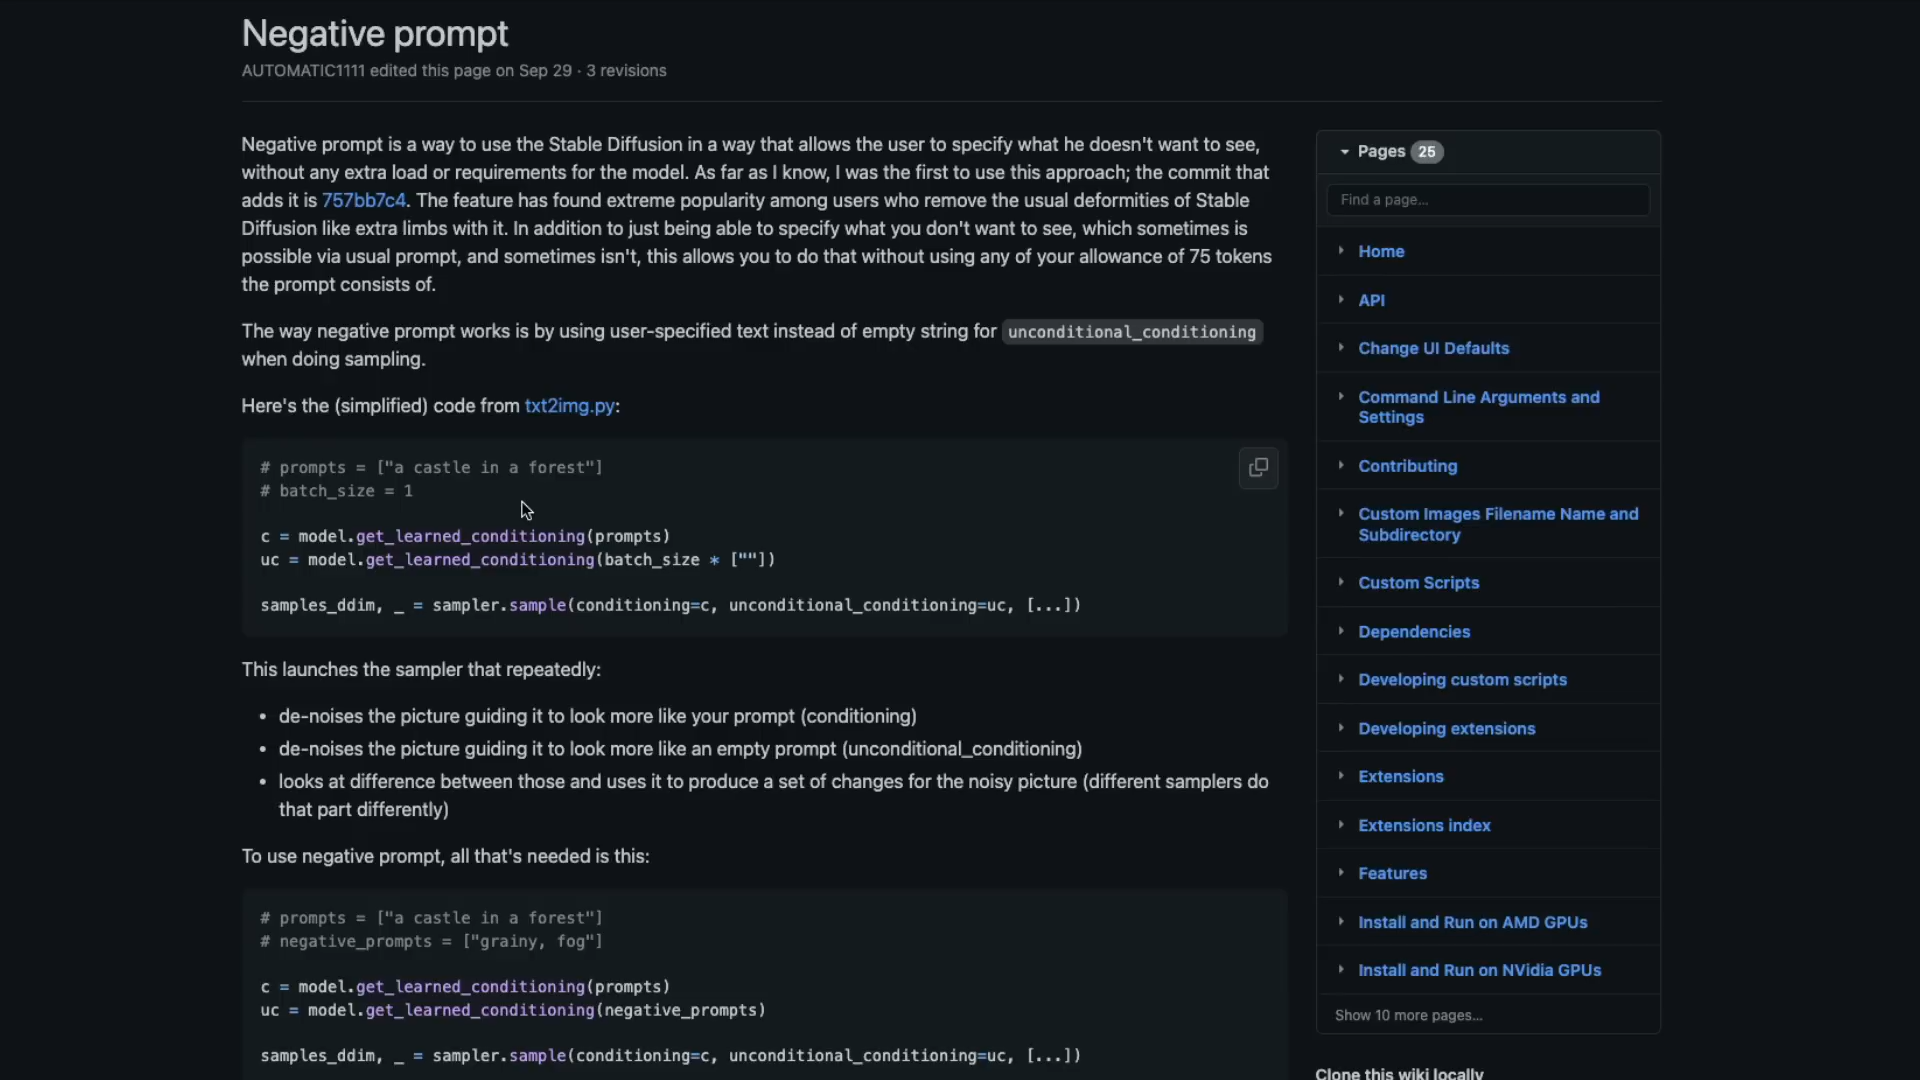 Negative prompt
AUTOMATIC1111 edited this page on Sep 29 · 3 revisions
Negative prompt is a way to use the Stable Diffusion in a way that allows the user to specify what he doesn't want to see,
without any extra load or requirements for the model. As far as I know, I was the first to use this approach; the commit that
adds it is 757bb7c4. The feature has found extreme popularity among users who remove the usual deformities of Stable
Diffusion like extra limbs with it. In addition to just being able to specify what you don't want to see, which sometimes is
possible via usual prompt, and sometimes isn't, this allows you to do that without using any of your allowance of 75 tokens
the prompt consists of.
The way negative prompt works is by using user-specified text instead of empty string for unconditional_conditioning
when doing sampling.
Here's the (simplified) code from txt2img.py:
# prompts = ["a castle in a forest"]
# batch_size = 1
c = model.get_learned_conditioning(prompts)
uc = model.get_learned_conditioning(batch_size * [""])
samples_ddim, _ = sampler.sample(conditioning=c, unconditional_conditioning=uc, [...])
This launches the sampler that repeatedly:
• de-noises the picture guiding it to look more like your prompt (conditioning)
• de-noises the picture guiding it to look more like an empty prompt (unconditional_conditioning)
• looks at difference between those and uses it to produce a set of changes for the noisy picture (different samplers do
that part differently)
To use negative prompt, all that's needed is this:
# prompts = ["a castle in a forest"]
# negative_prompts = ["grainy, fog"]
c = model.get_learned_conditioning(prompts)
uc = model.get_learned_conditioning(negative_prompts)
samples_ddim, _ = sampler.sample(conditioning=c, unconditional_conditioning=uc, [...])
Pages 25
Find a page...
Home
API
Change UI Defaults
Command Line Arguments and
Settings
Contributing
Custom Images Filename Name and
Subdirectory
Custom Scripts
Dependencies
Developing custom scripts
Developing extensions
Extensions
Extensions index
Features
Install and Run on AMD GPUs
Install and Run on NVidia GPUs
Show 10 more pages...
Clone this wiki locally